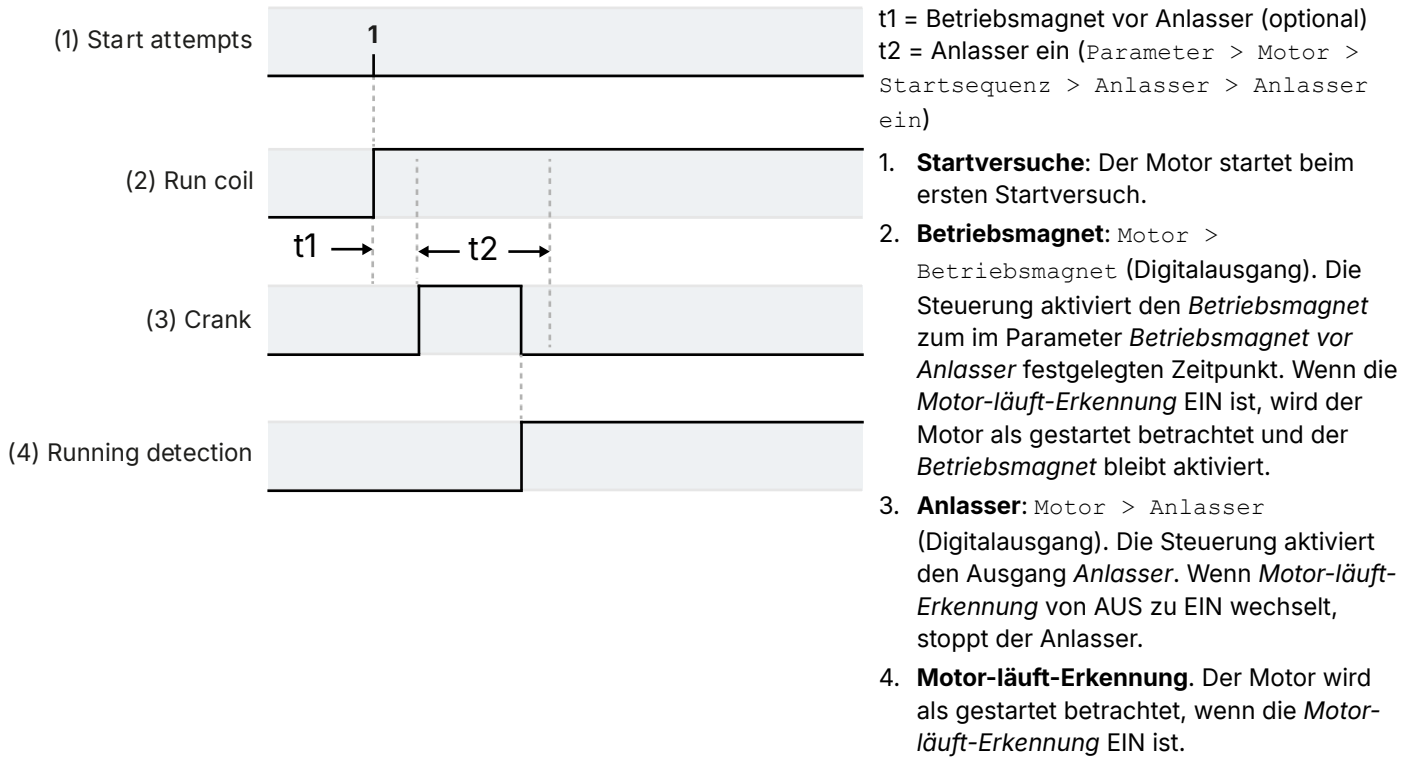 (1) Start attempts
1
(2) Run coil
t1
t2
(3) Crank
(4) Running detection
t1 = Betriebsmagnet vor Anlasser (optional)
t2 = Anlasser ein (Parameter > Motor >
Startsequenz > Anlasser > Anlasser
ein)
1. Startversuche: Der Motor startet beim
ersten Startversuch.
2. Betriebsmagnet: Motor >
Betriebsmagnet (Digitalausgang). Die
Steuerung aktiviert den Betriebsmagnet
zum im Parameter Betriebsmagnet vor
Anlasser festgelegten Zeitpunkt. Wenn die
Motor-läuft-Erkennung EIN ist, wird der
Motor als gestartet betrachtet und der
Betriebsmagnet bleibt aktiviert.
3. Anlasser: Motor > Anlasser
(Digitalausgang). Die Steuerung aktiviert
den Ausgang Anlasser. Wenn Motor-läuft-
Erkennung von AUS zu EIN wechselt,
stoppt der Anlasser.
4. Motor-läuft-Erkennung. Der Motor wird
als gestartet betrachtet, wenn die Motor-
läuft-Erkennung EIN ist.